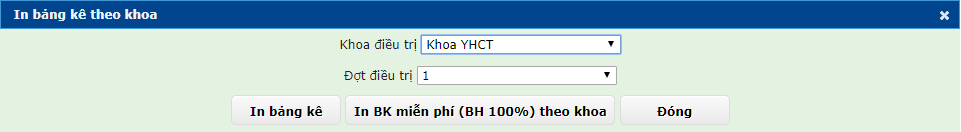 In bảng kê theo khoa
Khoa điều trị Khoa YHCT
Đợt điều trị 1
In bảng kê In BK miễn phí (BH 100%) theo khoa Đóng